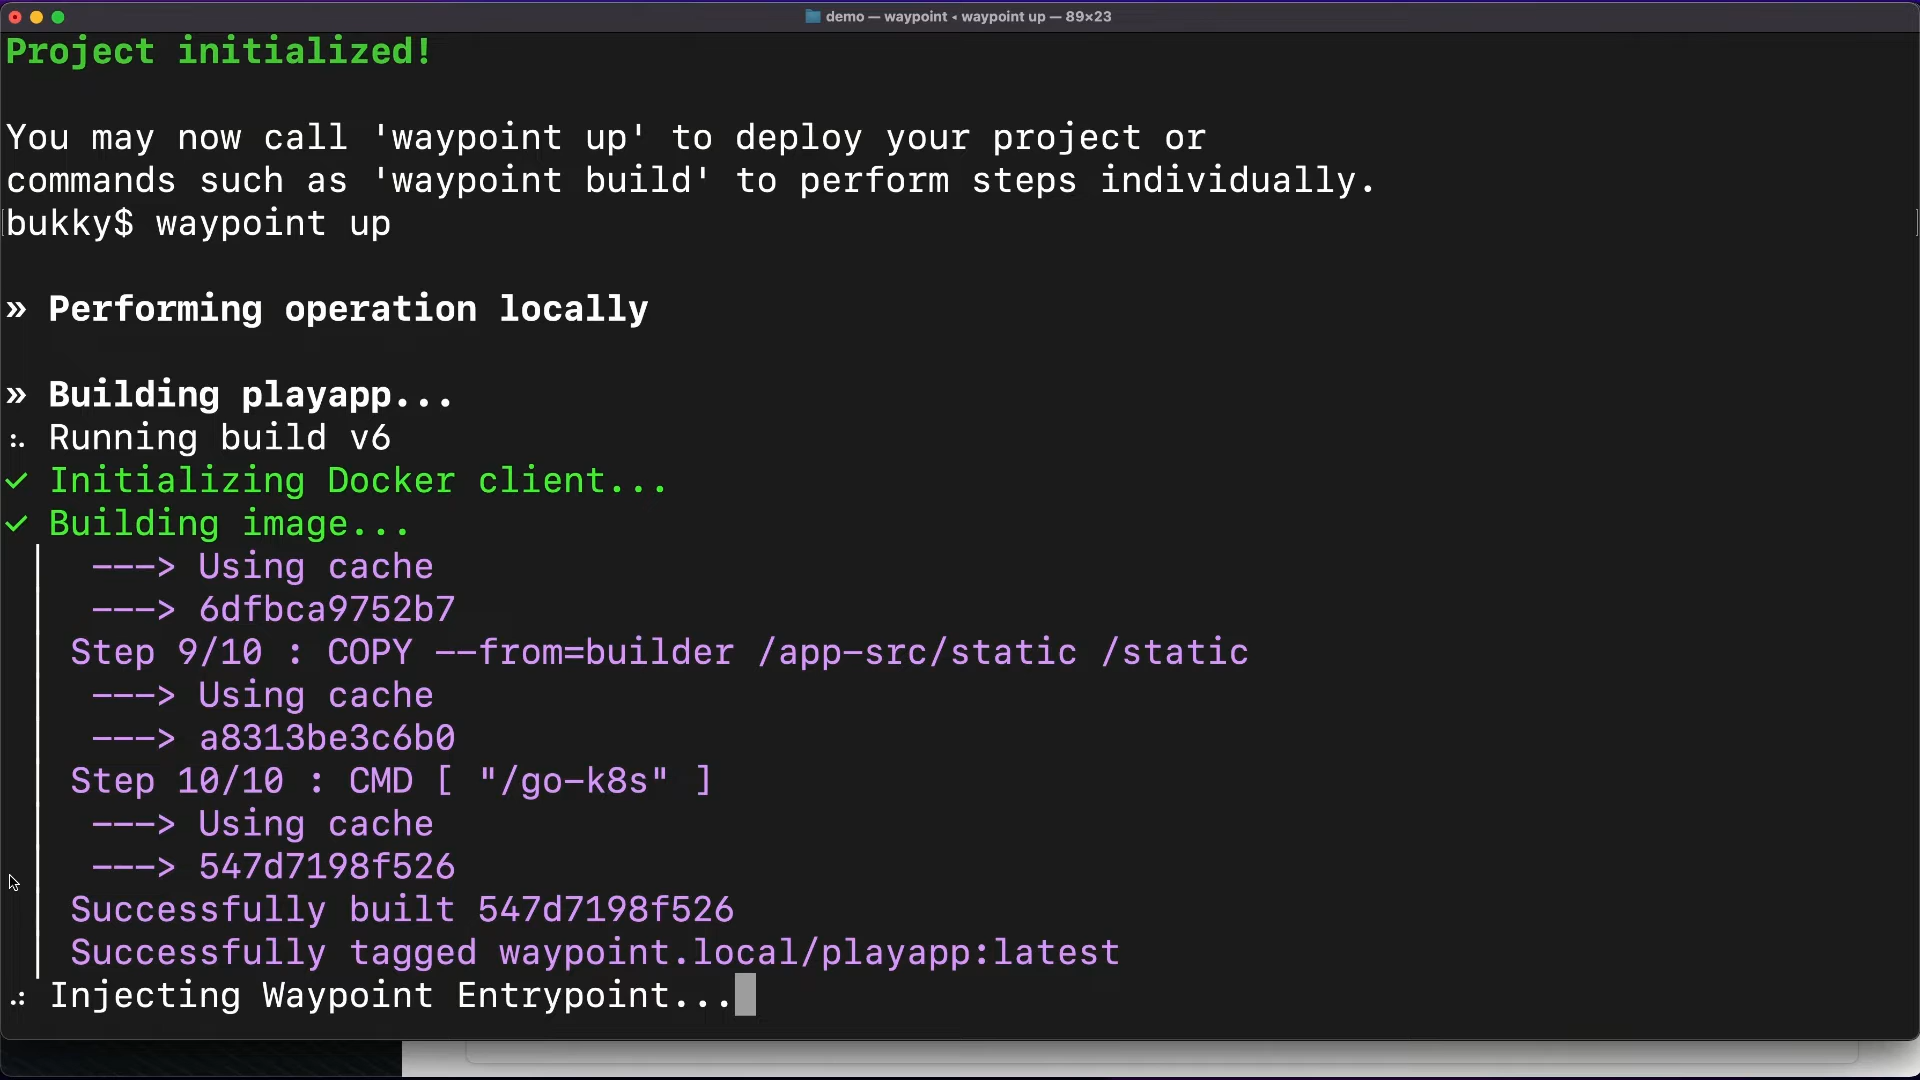 demo — waypoint ◂ waypoint up — 89×23
Project initialized!
You may now call 'waypoint up' to deploy your project or
commands such as 'waypoint build' to perform steps individually.
bukky$ waypoint up
» Performing operation locally
» Building playapp...
Running build v6
✓ Initializing Docker client...
✓ Building image...
---> Using cache
---> 6dfbca9752b7
Step 9/10 : COPY --from=builder /app-src/static /static
---> Using cache
---> a8313be3c6b0
Step 10/10 : CMD [ "/go-k8s" ]
---> Using cache
---> 547d7198f526
Successfully built 547d7198f526
Successfully tagged waypoint.local/playapp:latest
Injecting Waypoint Entrypoint...